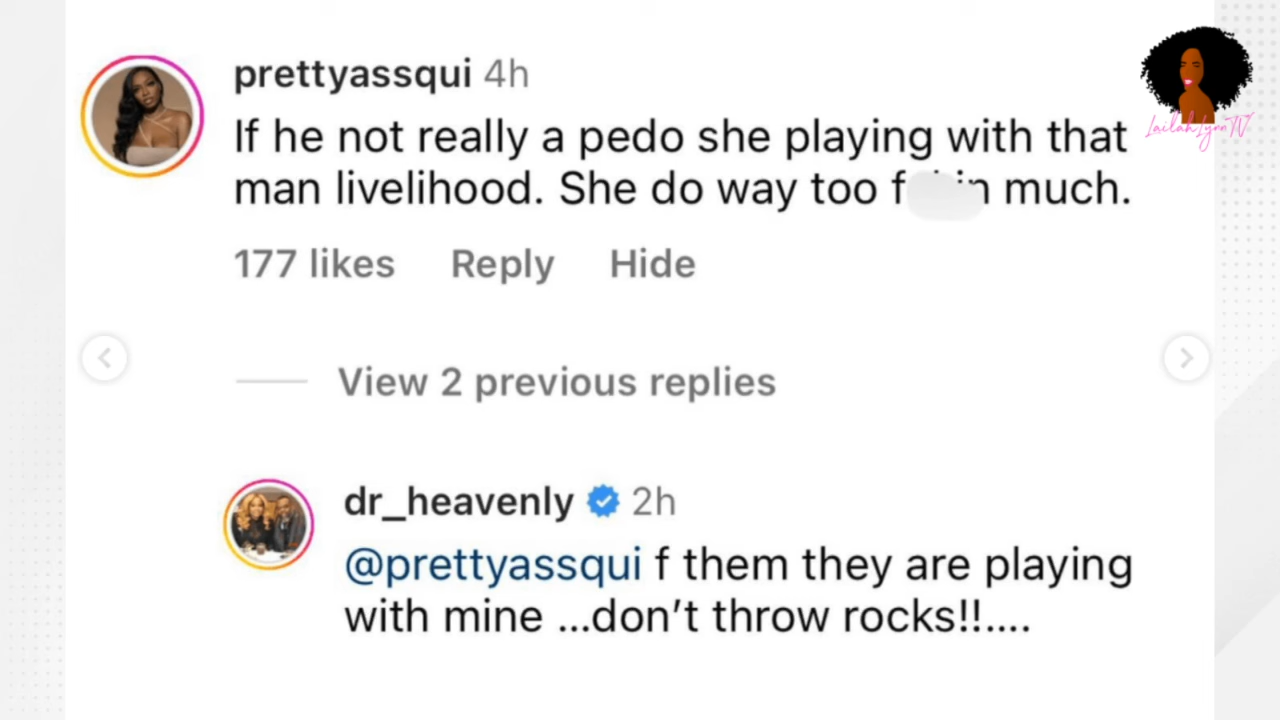 prettyassqui 4h
LailahLynnTV
If he not really a pedo she playing with that
man livelihood. She do way too f in much.
177 likes Reply Hide
View 2 previous replies
dr_heavenly 2h
@prettyassqui f them they are playing
with mine ...don't throw rocks!!....